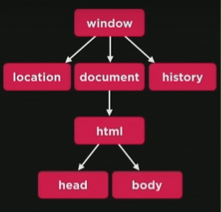 window
location document history
html
head body